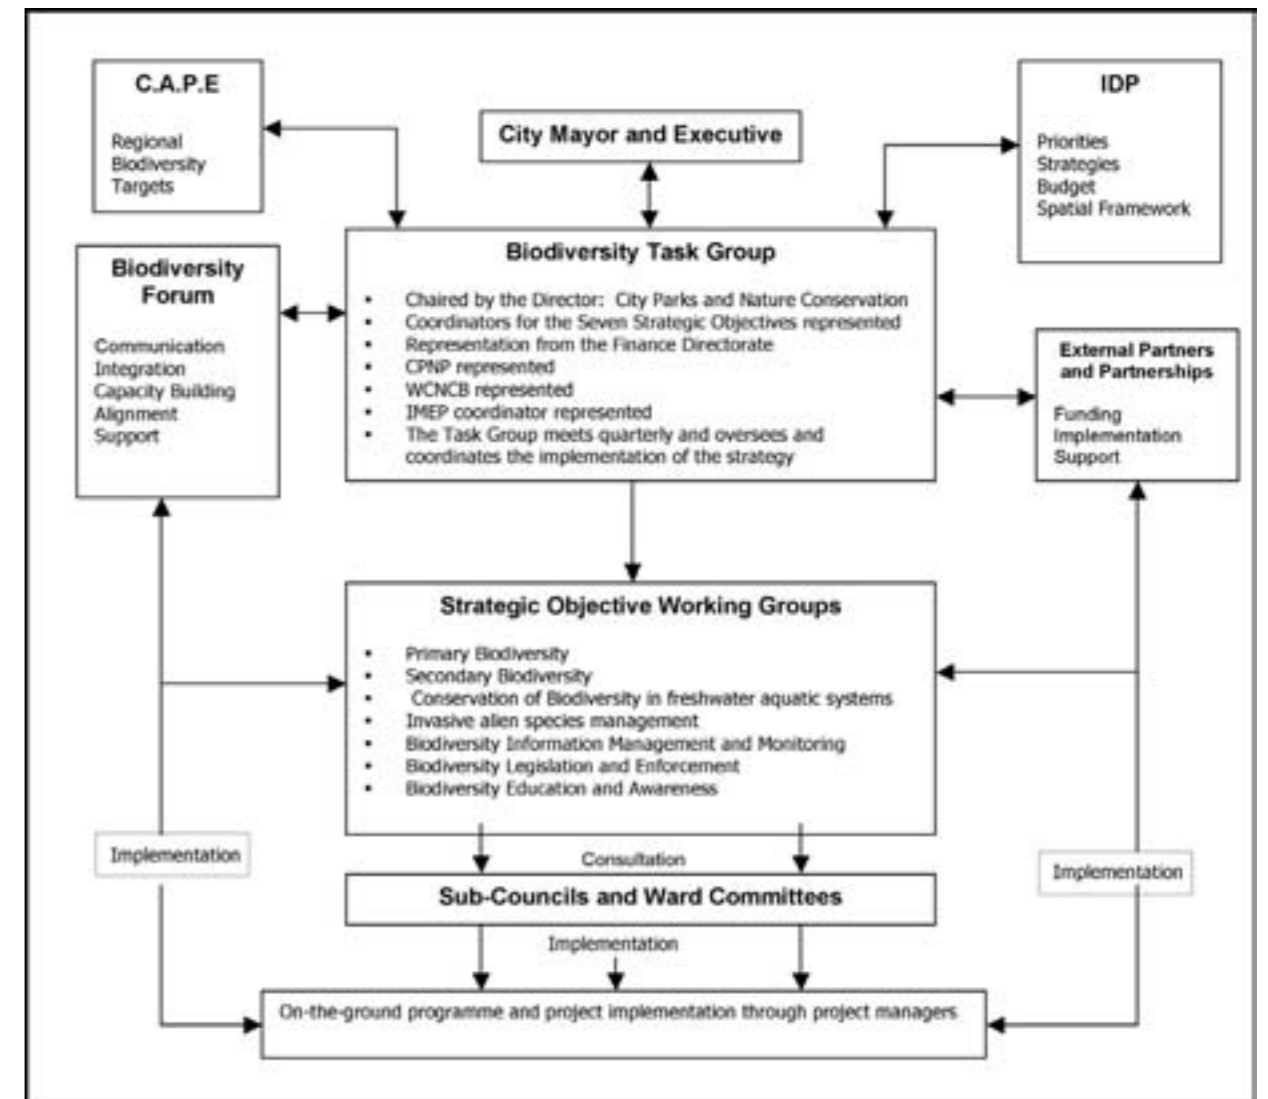 C.A.P.E
Regional
Biodiversity
Targets
City Mayor and Executive
IDP
Priorities
Strategies
Budget
Spatial Framework
Biodiversity
Forum
Communication
Integration
Capacity Building
Alignment
Support
Biodiversity Task Group
• Chaired by the Director: City Parks and Nature Conservation
• Coordinators for the Seven Strategic Objectives represented
• Representation from the Finance Directorate
• CPNP represented
• WCNCB represented
• IMEP coordinator represented
• The Task Group meets quarterly and oversees and
coordinates the implementation of the strategy
External Partners
and Partnerships
Funding
Implementation
Support
Strategic Objective Working Groups
• Primary Biodiversity
• Secondary Biodiversity
• Conservation of Biodiversity in freshwater aquatic systems
• Invasive alien species management
• Biodiversity Information Management and Monitoring
• Biodiversity Legislation and Enforcement
• Biodiversity Education and Awareness
Implementation
Consultation
Implementation
Sub-Councils and Ward Committees
Implementation
On-the-ground programme and project implementation through project managers